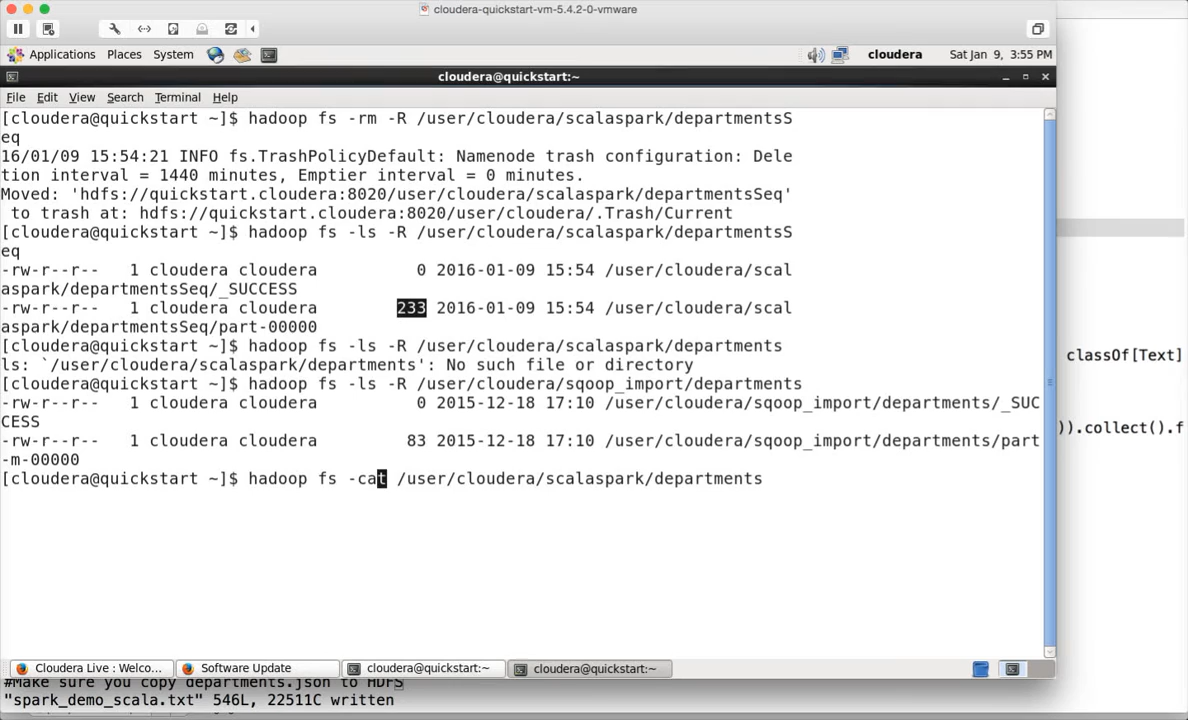 cloudera-quickstart-vm-5.4.2-0-vmware
Applications Places System cloudera Sat Jan 9, 3:55 PM
cloudera@quickstart:~
File Edit View Search Terminal Help
[cloudera@quickstart ~]$ hadoop fs -rm -R /user/cloudera/scalaspark/departmentsS
eq
16/01/09 15:54:21 INFO fs.TrashPolicyDefault: Namenode trash configuration: Dele
tion interval = 1440 minutes, Emptier interval = 0 minutes.
Moved: 'hdfs://quickstart.cloudera:8020/user/cloudera/scalaspark/departmentsSeq'
to trash at: hdfs://quickstart.cloudera:8020/user/cloudera/.Trash/Current
[cloudera@quickstart ~]$ hadoop fs -ls -R /user/cloudera/scalaspark/departmentsS
eq
-rw-r--r-- 1 cloudera cloudera 0 2016-01-09 15:54 /user/cloudera/scal
aspark/departmentsSeq/_SUCCESS
-rw-r--r-- 1 cloudera cloudera 233 2016-01-09 15:54 /user/cloudera/scal
aspark/departmentsSeq/part-00000
[cloudera@quickstart ~]$ hadoop fs -ls -R /user/cloudera/scalaspark/departments
ls: `/user/cloudera/scalaspark/departments': No such file or directory
[cloudera@quickstart ~]$ hadoop fs -ls -R /user/cloudera/sqoop_import/departments
-rw-r--r-- 1 cloudera cloudera 0 2015-12-18 17:10 /user/cloudera/sqoop_import/departments/_SUC
CESS
-rw-r--r-- 1 cloudera cloudera 83 2015-12-18 17:10 /user/cloudera/sqoop_import/departments/part
-m-00000
[cloudera@quickstart ~]$ hadoop fs -cat /user/cloudera/scalaspark/departments
classOf[Text]
)).collect().f
Cloudera Live : Welco... Software Update cloudera@quickstart:~ cloudera@quickstart:~
#Make sure you copy departments.json to HDFS
"spark_demo_scala.txt" 546L, 22511C written